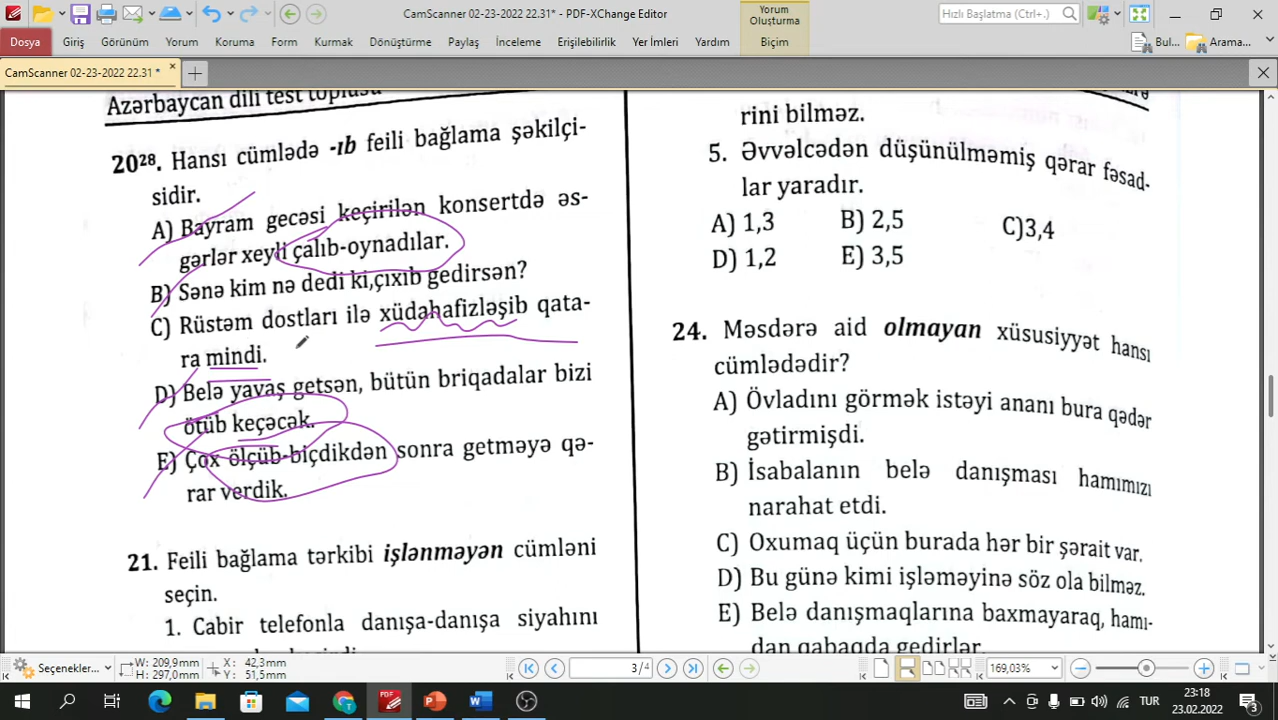 CamScanner 02-23-2022 22.31* * - PDF-XChange Editor
Yorum
Oluşturma
Biçim
Hızlı Başlatma (Ctrl+.)
Dosya
Giriş
Görünüm
Yorum
Koruma
Form
Kurmak
Dönüştürme
Paylaş
İnceleme
Erişilebilirlik
Yer İmleri
Yardım
Bul...
Arama...
CamScanner 02-23-2022 22.31 *
Azərbaycan dili test toplusu
20²⁸. Hansı cümlədə -ıb feili bağlama şəkilçi-
sidir.
A) Bayram gecəsi keçirilən konsertdə əs-
gərlər xeyli çalıb-oynadılar.
B) Sənə kim nə dedi ki,çıxıb gedirsən?
C) Rüstəm dostları ilə xüdahafizləşib qata-
ra mindi.
D) Belə yavaş getsən, bütün briqadalar bizi
ötüb keçəcək.
E) Çox ölçüb-biçdikdən sonra getməyə qə-
rar verdik.
21. Feili bağlama tərkibi işlənməyən cümləni
seçin.
1. Cabir telefonla danışa-danışa siyahını
rini bilməz.
5. Əvvəlcədən düşünülməmiş qərar fəsad-
lar yaradır.
A) 1,3 B) 2,5 C)3,4
D) 1,2 E) 3,5
24. Məsdərə aid olmayan xüsusiyyət hansı
cümlədədir?
A) Övladını görmək istəyi ananı bura qədər
gətirmişdi.
B) İsabalanın belə danışması hamımızı
narahat etdi.
C) Oxumaq üçün burada hər bir şərait var.
D) Bu günə kimi işləməyinə söz ola bilməz.
E) Belə danışmaqlarına baxmayaraq, hamı-
dan qabaqda gedirlər.
Seçenekler...
W: 209,9mm
H: 297,0mm
X: 42,3mm
Y: 51,5mm
3/4
169,03%
TUR
23:18
23.02.2022
3